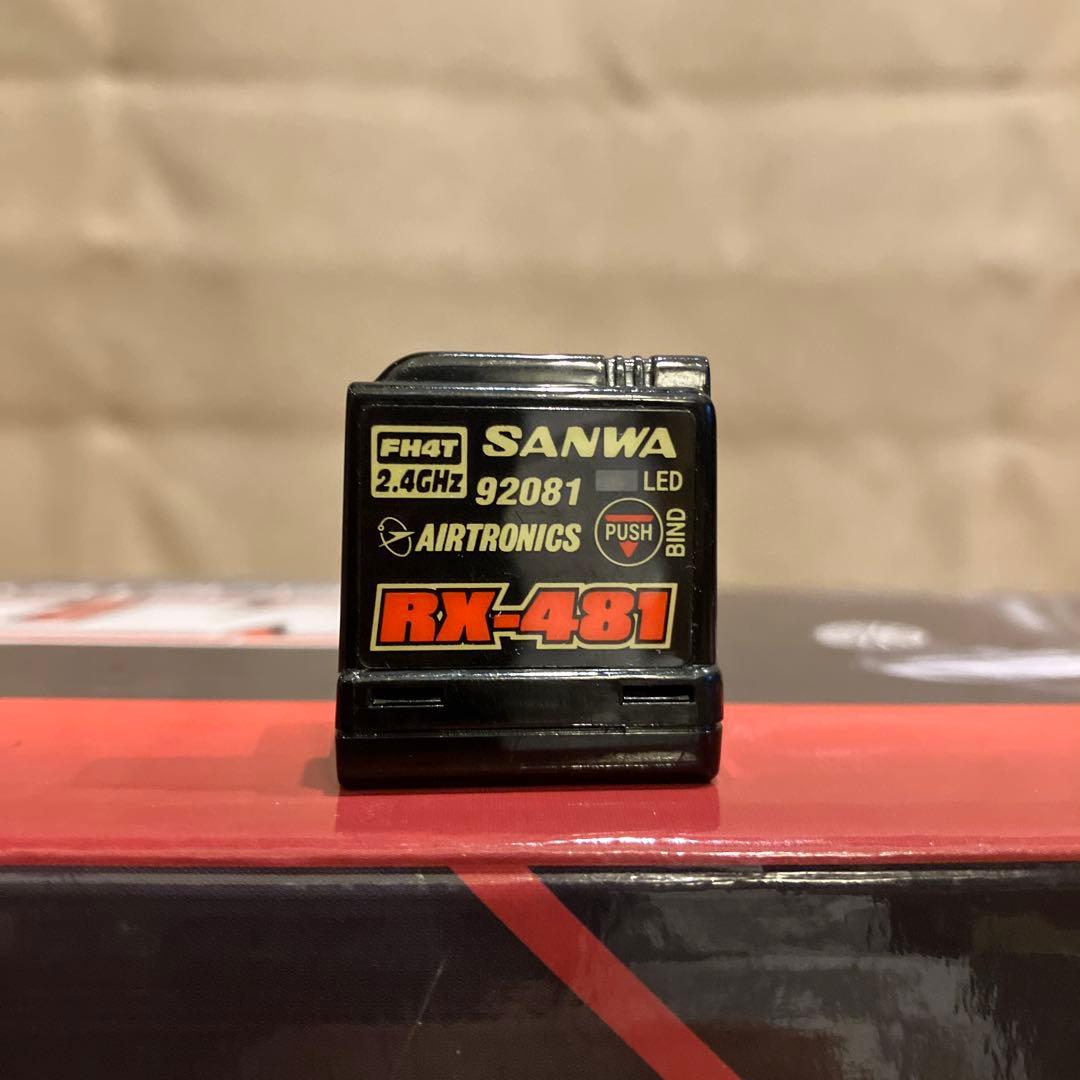 FH4T
2.4GHz
SANWA
92081
LED
AIRTRONICS
PUSH
BIND
RX-481